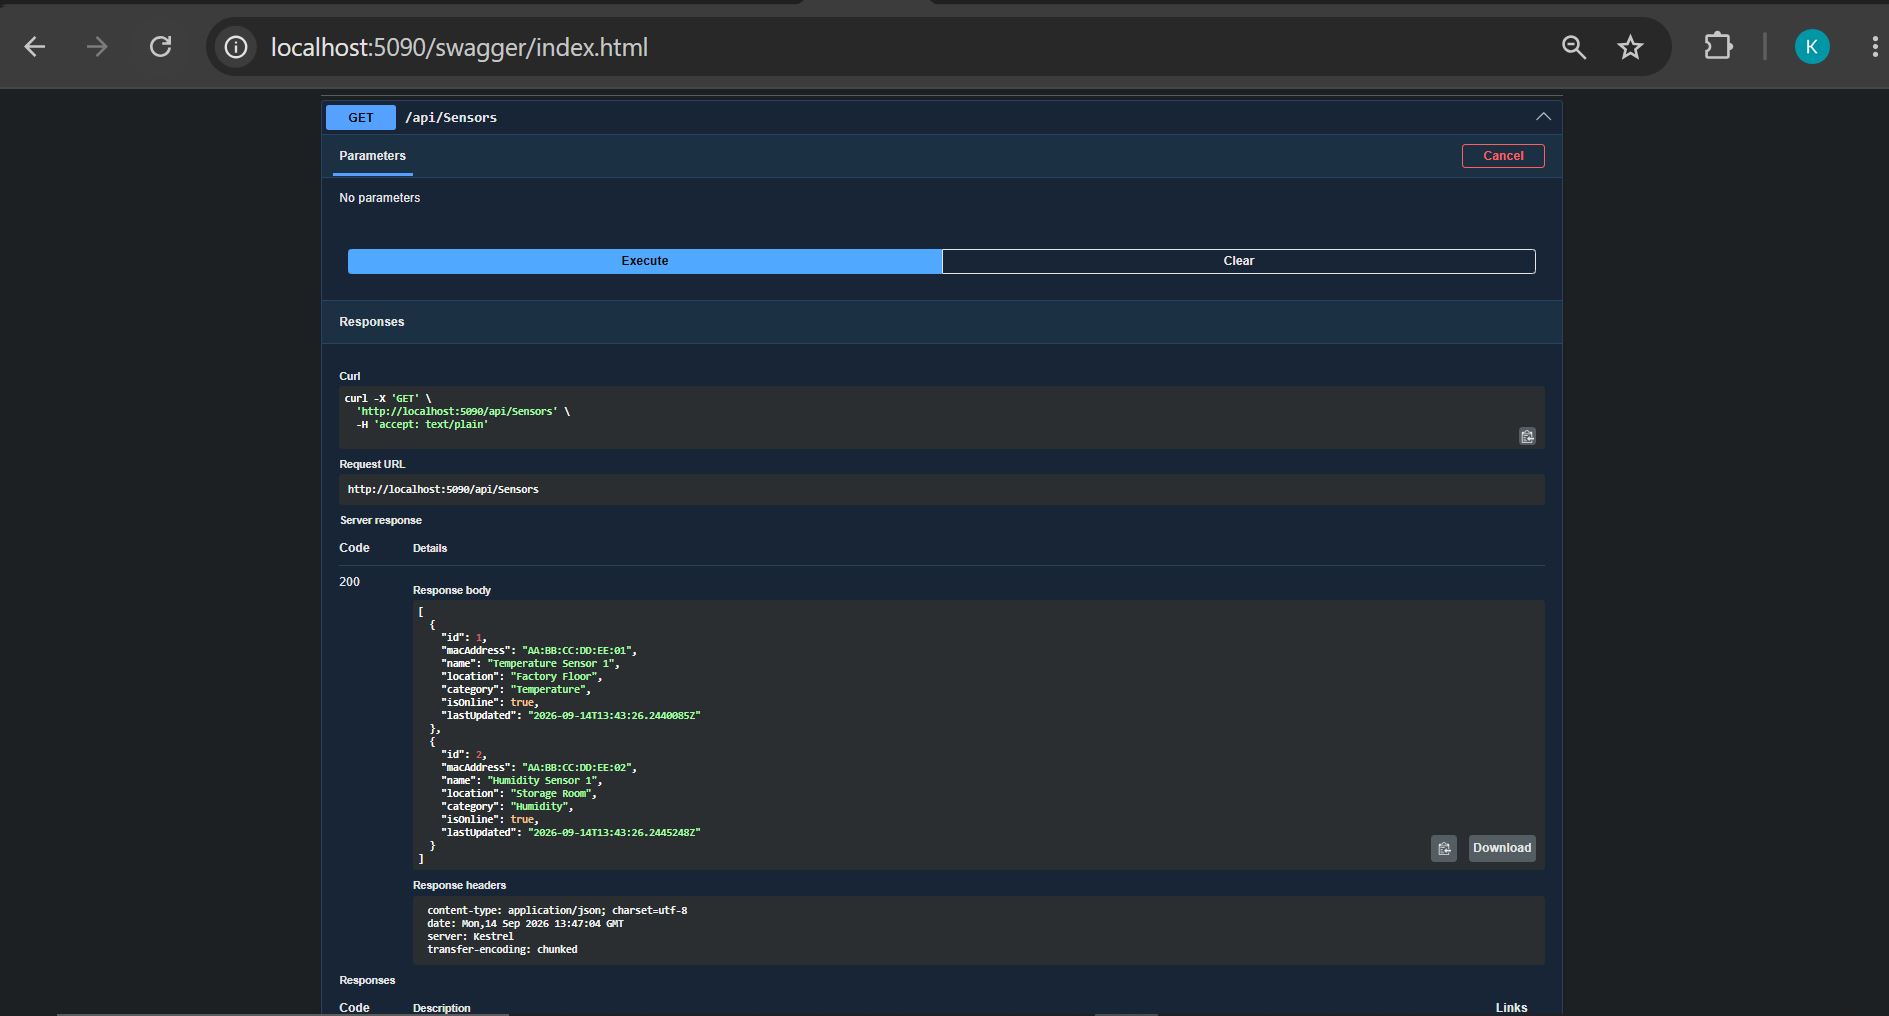 localhost:5090/swagger/index.html
K
GET /api/Sensors
Parameters
Cancel
No parameters
Execute
Clear
Responses
Curl
curl -X 'GET' \
'http://localhost:5090/api/Sensors' \
-H 'accept: text/plain'
Request URL
http://localhost:5090/api/Sensors
Server response
Code Details
200
Response body
[
{
"id": 1,
"macAddress": "AA:BB:CC:DD:EE:01",
"name": "Temperature Sensor 1",
"location": "Factory Floor",
"category": "Temperature",
"isOnline": true,
"lastUpdated": "2026-09-14T13:43:26.2440085Z"
},
{
"id": 2,
"macAddress": "AA:BB:CC:DD:EE:02",
"name": "Humidity Sensor 1",
"location": "Storage Room",
"category": "Humidity",
"isOnline": true,
"lastUpdated": "2026-09-14T13:43:26.2445248Z"
}
]
Download
Response headers
content-type: application/json; charset=utf-8
date: Mon,14 Sep 2026 13:47:04 GMT
server: Kestrel
transfer-encoding: chunked
Responses
Code Description Links